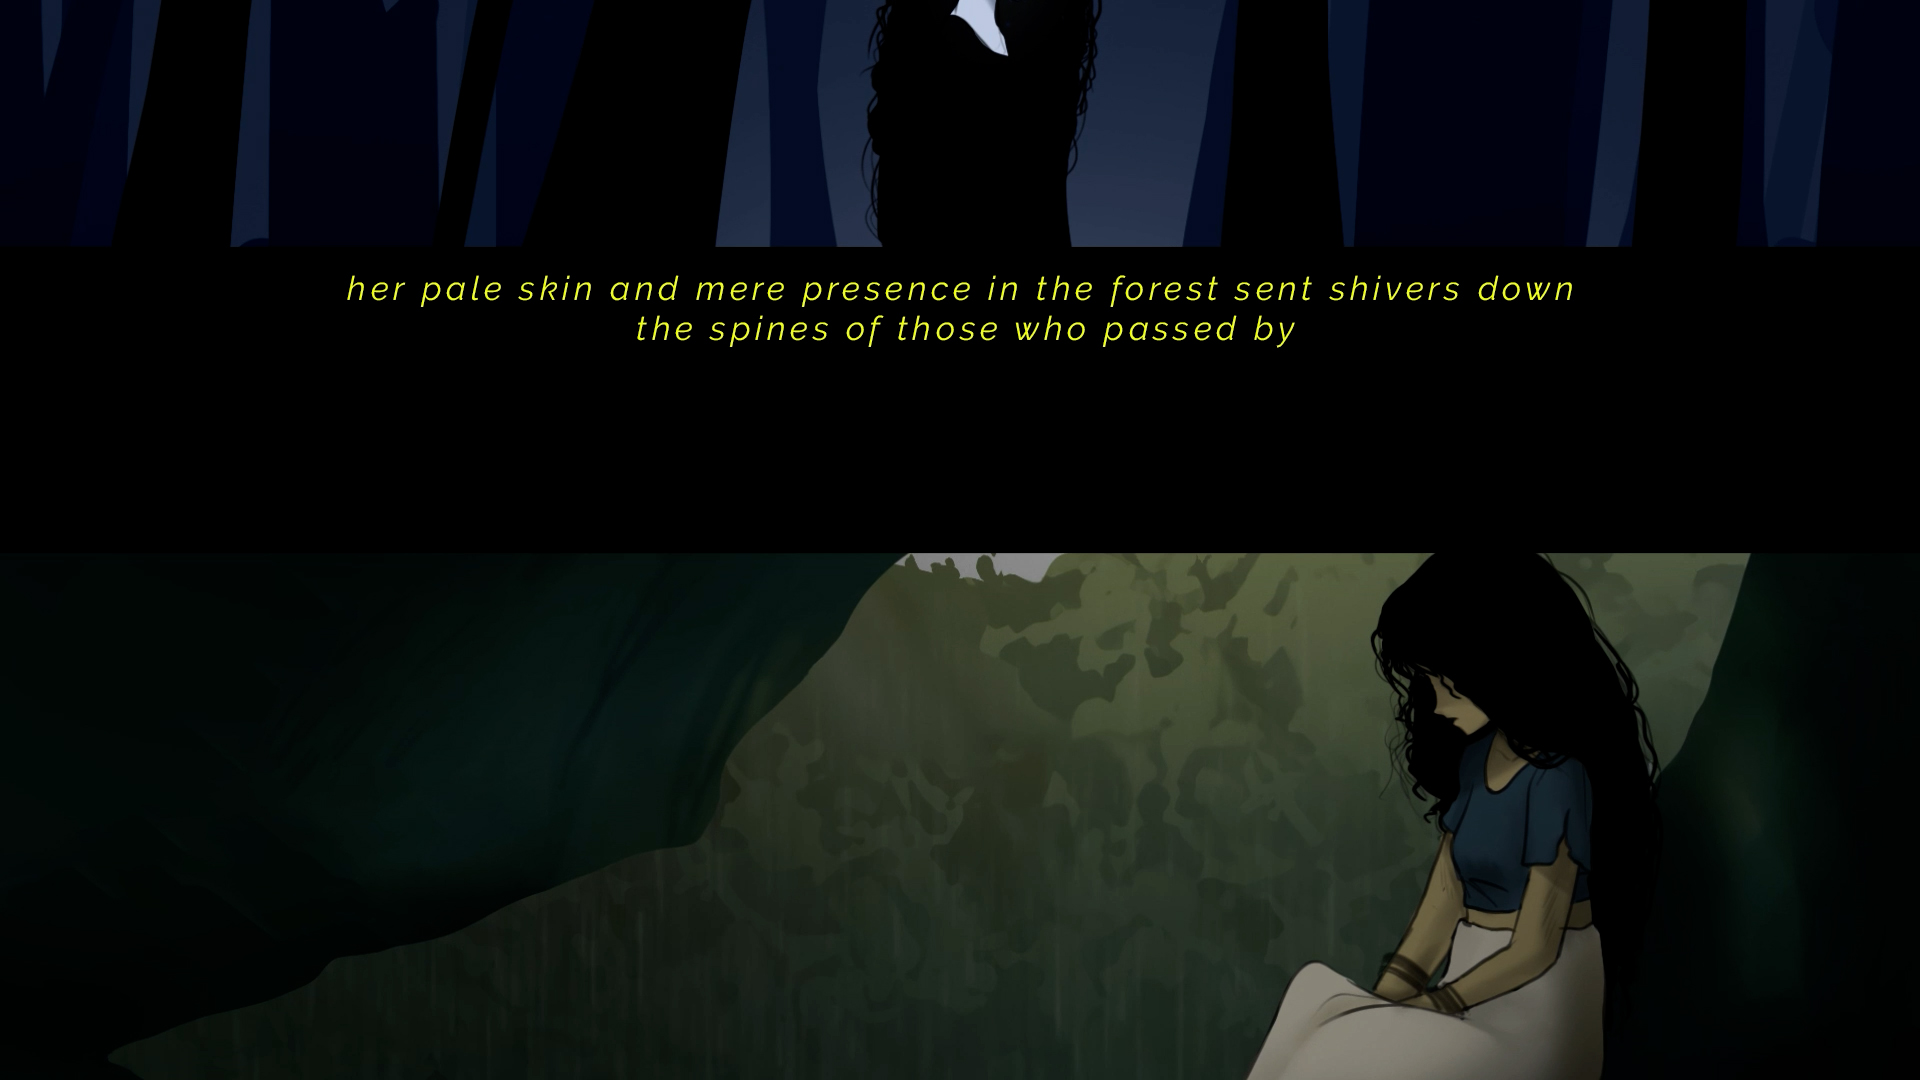 her pale skin and mere presence in the forest sent shivers down
the spines of those who passed by